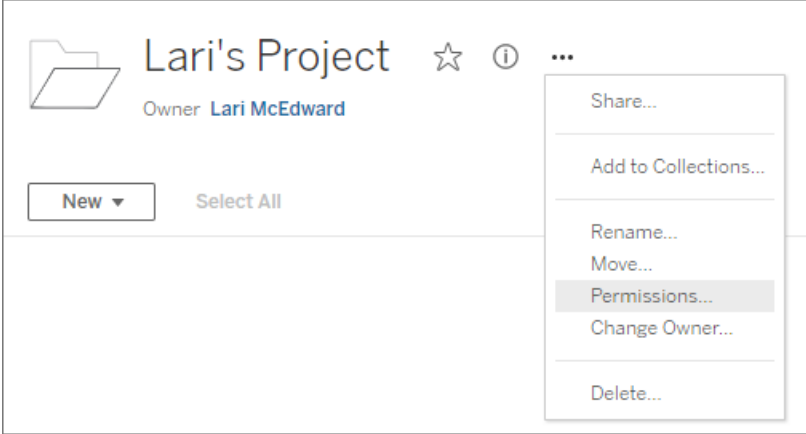 Lari's Project
Owner Lari McEdward
New
Select All
Share...
Add to Collections...
Rename...
Move...
Permissions...
Change Owner...
Delete...